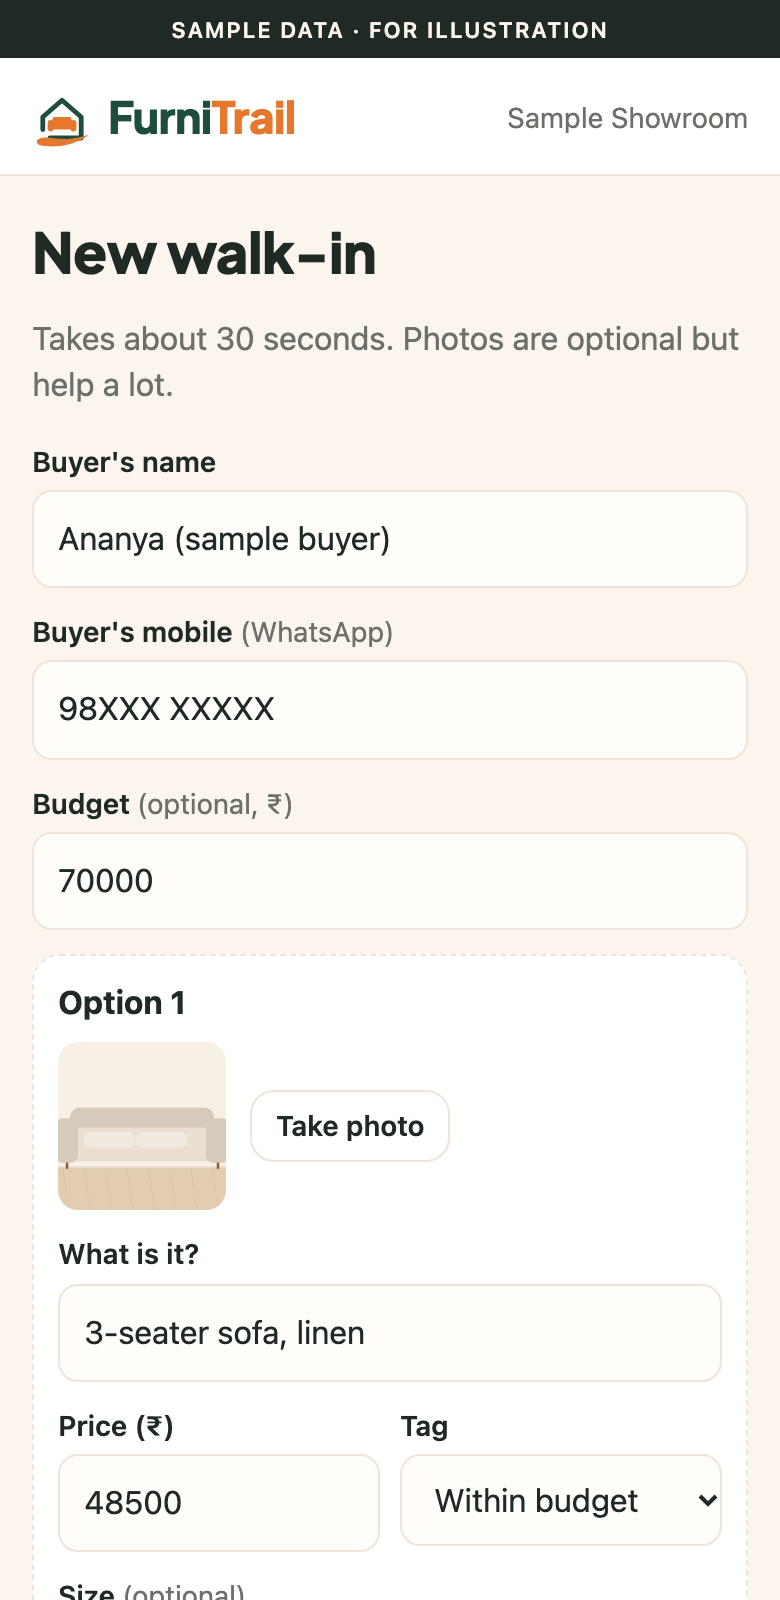 SAMPLE DATA · FOR ILLUSTRATION
FurniTrail
Sample Showroom
New walk-in
Takes about 30 seconds. Photos are optional but
help a lot.
Buyer's name
Ananya (sample buyer)
Buyer's mobile (WhatsApp)
98XXX XXXXX
Budget (optional, ₹)
70000
Option 1
Take photo
What is it?
3-seater sofa, linen
Price (₹) Tag
48500 Within budget
Size (optional)